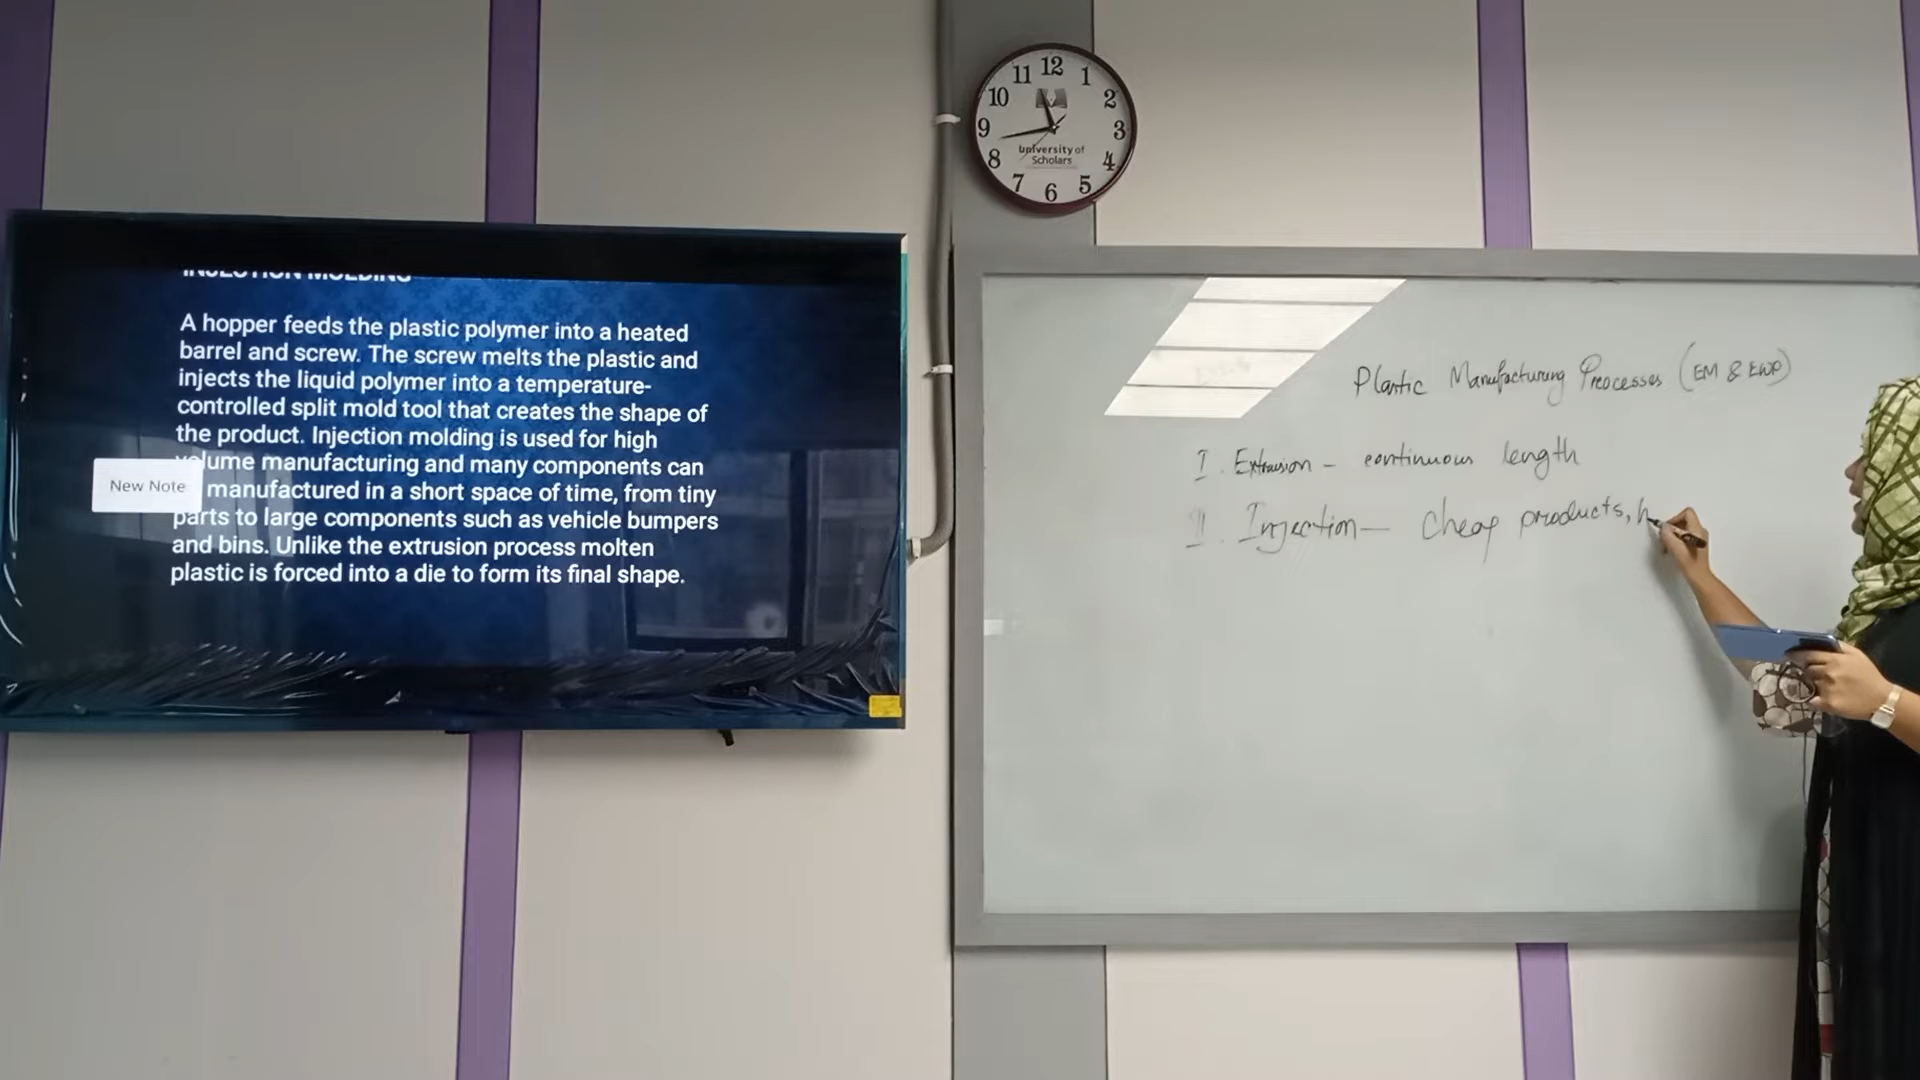 INJECTION MOLDING
A hopper feeds the plastic polymer into a heated
barrel and screw. The screw melts the plastic and
injects the liquid polymer into a temperature-
controlled split mold tool that creates the shape of
the product. Injection molding is used for high
volume manufacturing and many components can
manufactured in a short space of time, from tiny
parts to large components such as vehicle bumpers
and bins. Unlike the extrusion process molten
plastic is forced into a die to form its final shape.
New Note
11 12 1
10 2
9 3
8 4
7 6 5
University of
Scholars
Plastic Manufacturing Processes (EM & EWP)
I. Extrusion - continuous length
II. Injection - Cheap products, h